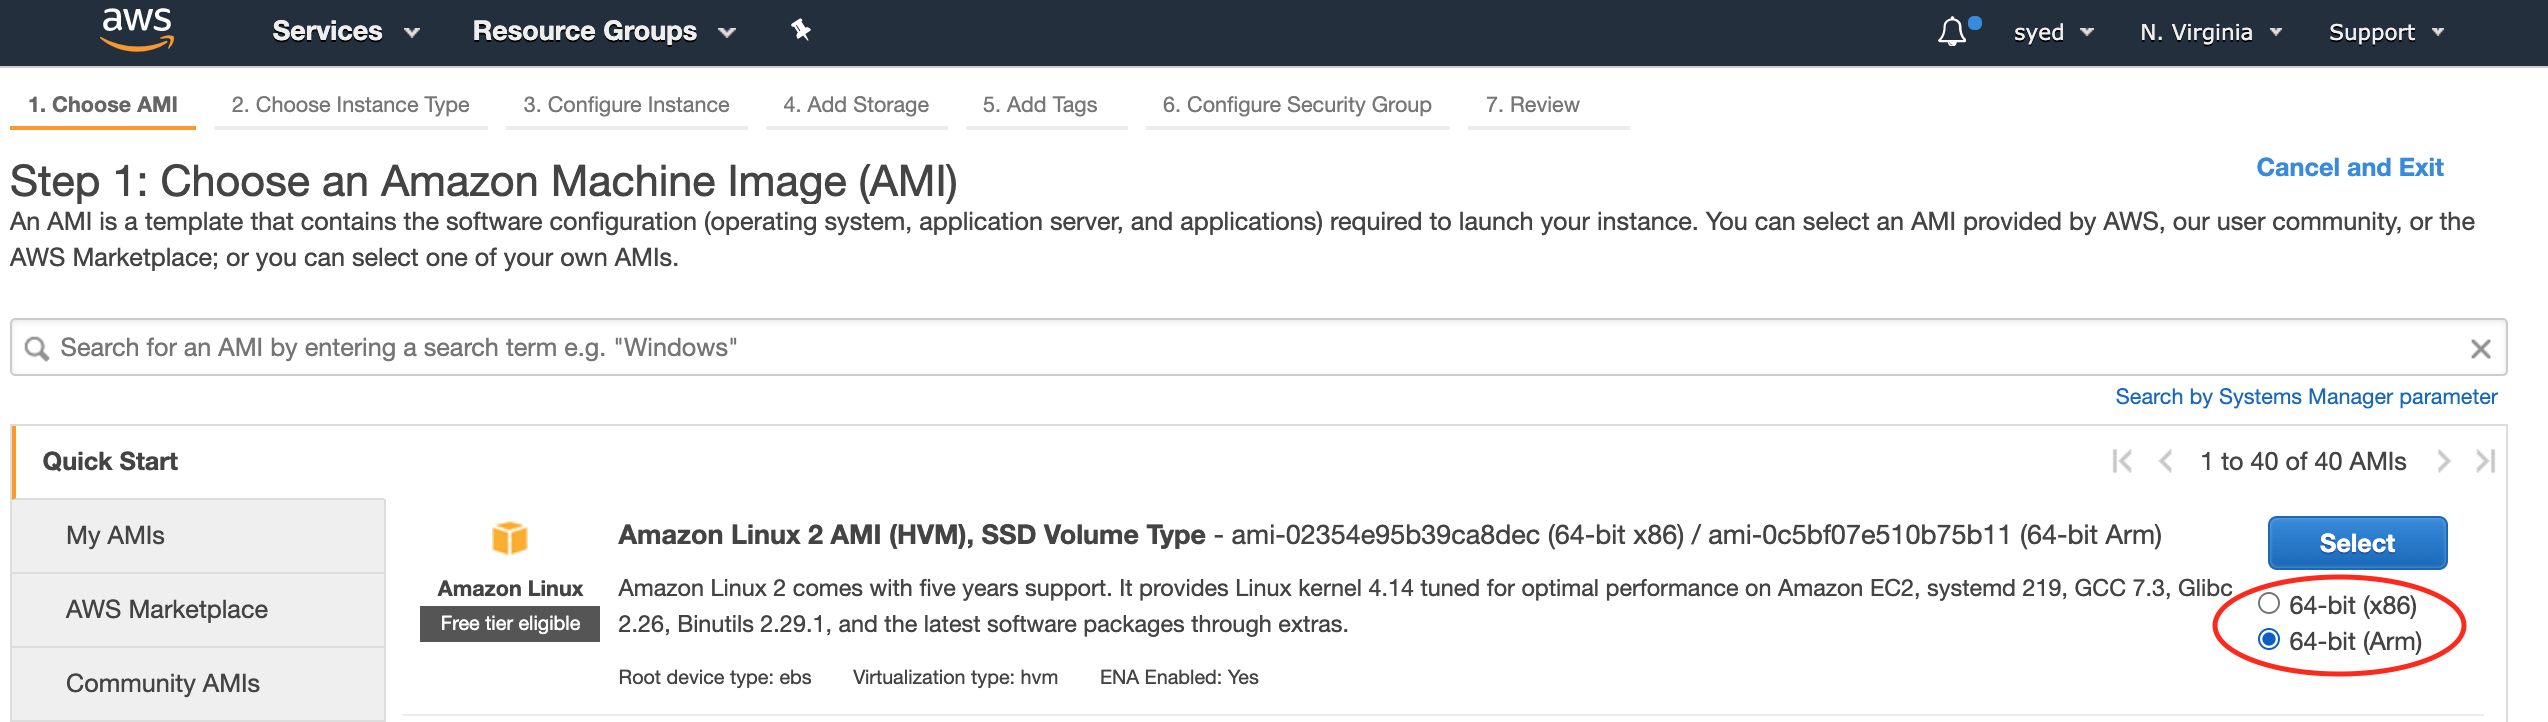 aws Services Resource Groups syed N. Virginia Support
1. Choose AMI 2. Choose Instance Type 3. Configure Instance 4. Add Storage 5. Add Tags 6. Configure Security Group 7. Review
Step 1: Choose an Amazon Machine Image (AMI)
Cancel and Exit
An AMI is a template that contains the software configuration (operating system, application server, and applications) required to launch your instance. You can select an AMI provided by AWS, our user community, or the
AWS Marketplace; or you can select one of your own AMIs.
Search for an AMI by entering a search term e.g. "Windows"
Search by Systems Manager parameter
Quick Start
1 to 40 of 40 AMIs
My AMIs
AWS Marketplace
Community AMIs
Amazon Linux
Free tier eligible
Amazon Linux 2 AMI (HVM), SSD Volume Type - ami-02354e95b39ca8dec (64-bit x86) / ami-0c5bf07e510b75b11 (64-bit Arm)
Amazon Linux 2 comes with five years support. It provides Linux kernel 4.14 tuned for optimal performance on Amazon EC2, systemd 219, GCC 7.3, Glibc
2.26, Binutils 2.29.1, and the latest software packages through extras.
Root device type: ebs Virtualization type: hvm ENA Enabled: Yes
Select
64-bit (x86)
64-bit (Arm)